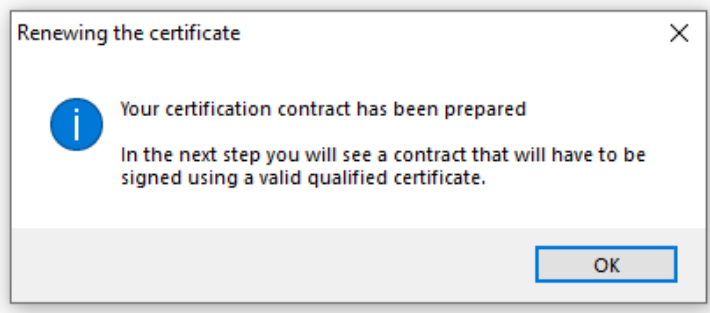 Renewing the certificate
Your certification contract has been prepared
In the next step you will see a contract that will have to be
signed using a valid qualified certificate.
OK